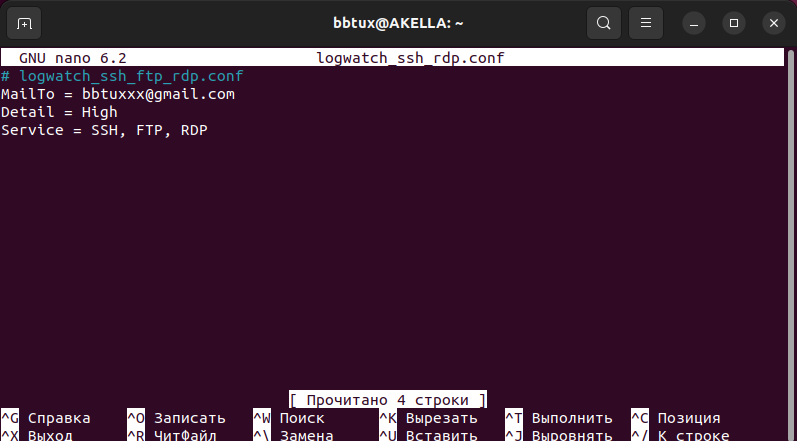 bbtux@AKELLA: ~
GNU nano 6.2 logwatch_ssh_rdp.conf
# logwatch_ssh_ftp_rdp.conf
MailTo = bbtuxxx@gmail.com
Detail = High
Service = SSH, FTP, RDP
[ Прочитано 4 строки ]
^G Справка ^O Записать ^W Поиск ^K Вырезать ^T Выполнить ^C Позиция
^X Выход ^R ЧитФайл ^\ Замена ^U Вставить ^J Выровнять ^/ К строке